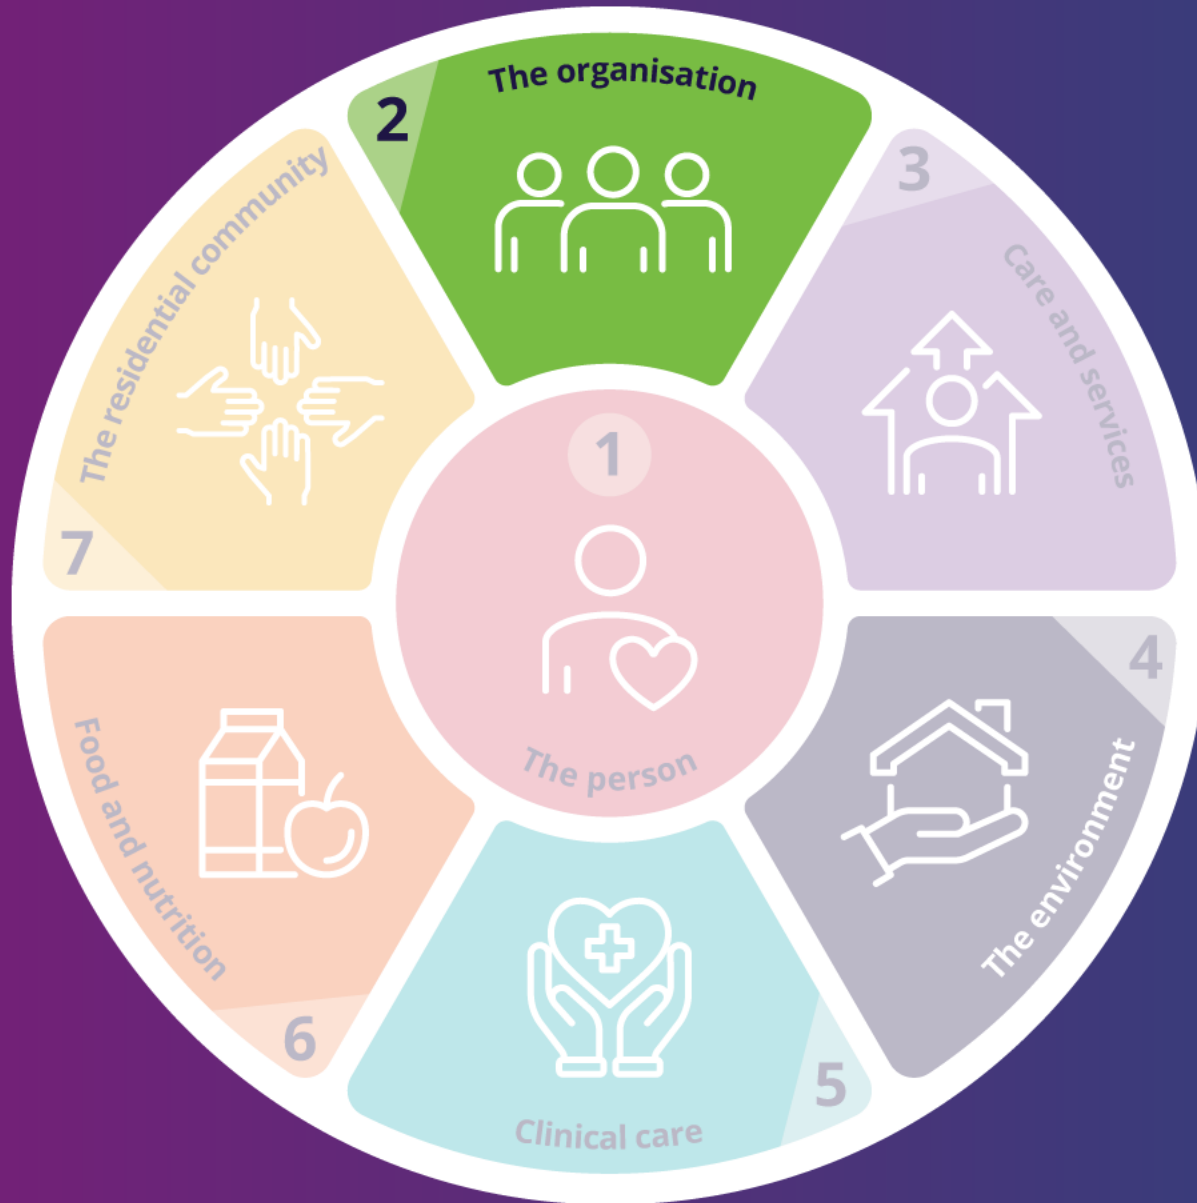 1
The person
2
The organisation
3
Care and services
4
The environment
5
Clinical care
6
Food and nutrition
7
The residential community